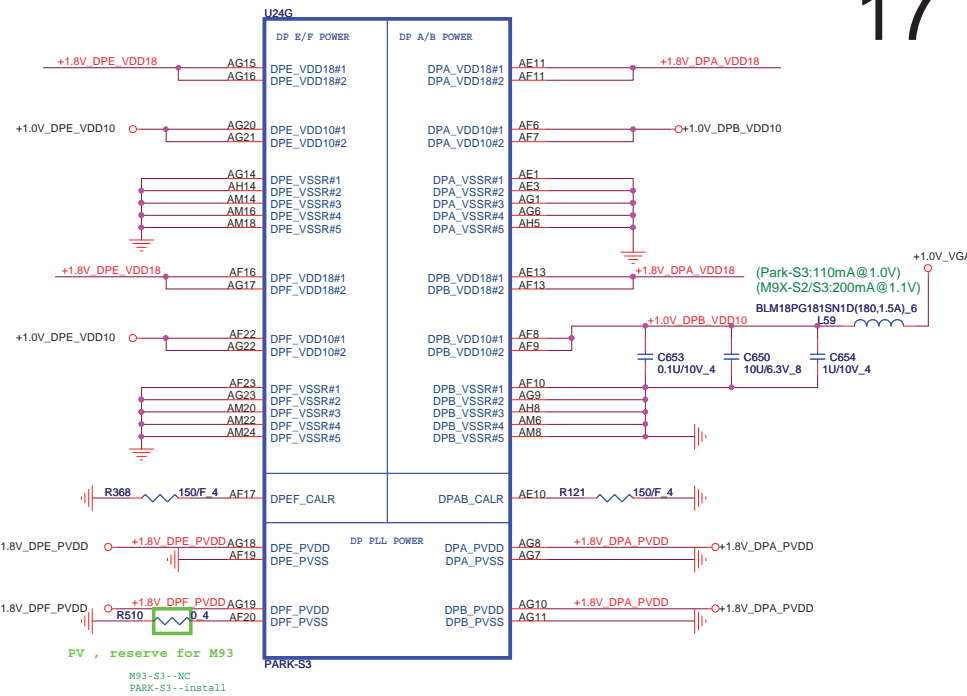 17
U24G
DP E/F POWER
DP A/B POWER
+1.8V_DPE_VDD18 AG15 DPE_VDD18#1 DPA_VDD18#1 AE11 +1.8V_DPA_VDD18
AG16 DPE_VDD18#2 DPA_VDD18#2 AF11
+1.0V_DPE_VDD10 AG20 DPE_VDD10#1 DPA_VDD10#1 AF6 +1.0V_DPB_VDD10
AG21 DPE_VDD10#2 DPA_VDD10#2 AF7
AG14 DPE_VSSR#1 DPA_VSSR#1 AE1
AH14 DPE_VSSR#2 DPA_VSSR#2 AE3
AM14 DPE_VSSR#3 DPA_VSSR#3 AG1
AM16 DPE_VSSR#4 DPA_VSSR#4 AG6
AM18 DPE_VSSR#5 DPA_VSSR#5 AH5
+1.0V_VGA
+1.8V_DPE_VDD18 AF16 DPF_VDD18#1 DPB_VDD18#1 AE13 +1.8V_DPA_VDD18 (Park-S3:110mA@1.0V)
AG17 DPF_VDD18#2 DPB_VDD18#2 AF13 (M9X-S2/S3:200mA@1.1V)
BLM18PG181SN1D(180,1.5A)_6
+1.0V_DPB_VDD10 L59
+1.0V_DPE_VDD10 AF22 DPF_VDD10#1 DPB_VDD10#1 AF8
AG22 DPF_VDD10#2 DPB_VDD10#2 AF9
C653 C650 C654
0.1U/10V_4 10U/6.3V_8 1U/10V_4
AF23 DPF_VSSR#1 DPB_VSSR#1 AF10
AG23 DPF_VSSR#2 DPB_VSSR#2 AG9
AM20 DPF_VSSR#3 DPB_VSSR#3 AH8
AM22 DPF_VSSR#4 DPB_VSSR#4 AM6
AM24 DPF_VSSR#5 DPB_VSSR#5 AM8
R368 150/F_4 AF17 DPEF_CALR DPAB_CALR AE10 R121 150/F_4
DP PLL POWER
1.8V_DPE_PVDD +1.8V_DPE_PVDD AG18 DPE_PVDD DPA_PVDD AG8 +1.8V_DPA_PVDD +1.8V_DPA_PVDD
AF19 DPE_PVSS DPA_PVSS AG7
1.8V_DPF_PVDD +1.8V_DPF_PVDD AG19 DPF_PVDD DPB_PVDD AG10 +1.8V_DPA_PVDD +1.8V_DPA_PVDD
R510 0_4 AF20 DPF_PVSS DPB_PVSS AG11
PV , reserve for M93
PARK-S3
M93-S3--NC
PARK-S3--install